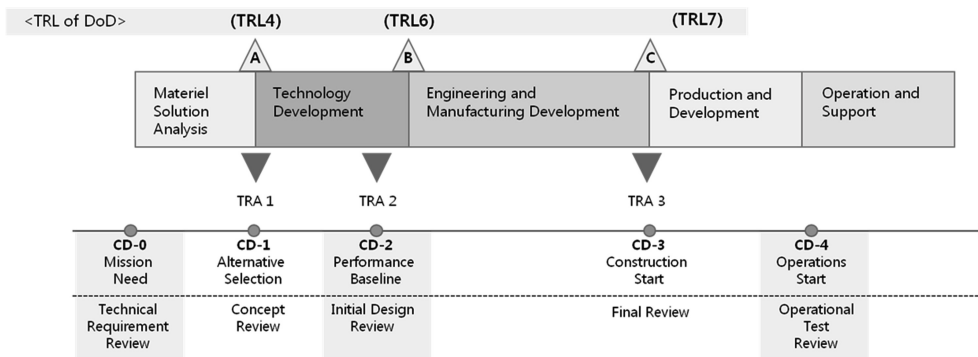 <TRL of DoD> (TRL4) (TRL6) (TRL7)
A B C
Materiel
Solution
Analysis
Technology
Development
Engineering and
Manufacturing Development
Production and
Development
Operation and
Support
TRA 1 TRA 2 TRA 3
CD-0
Mission
Need
CD-1
Alternative
Selection
CD-2
Performance
Baseline
CD-3
Construction
Start
CD-4
Operations
Start
Technical
Requirement
Review
Concept
Review
Initial Design
Review
Final Review
Operational
Test
Review